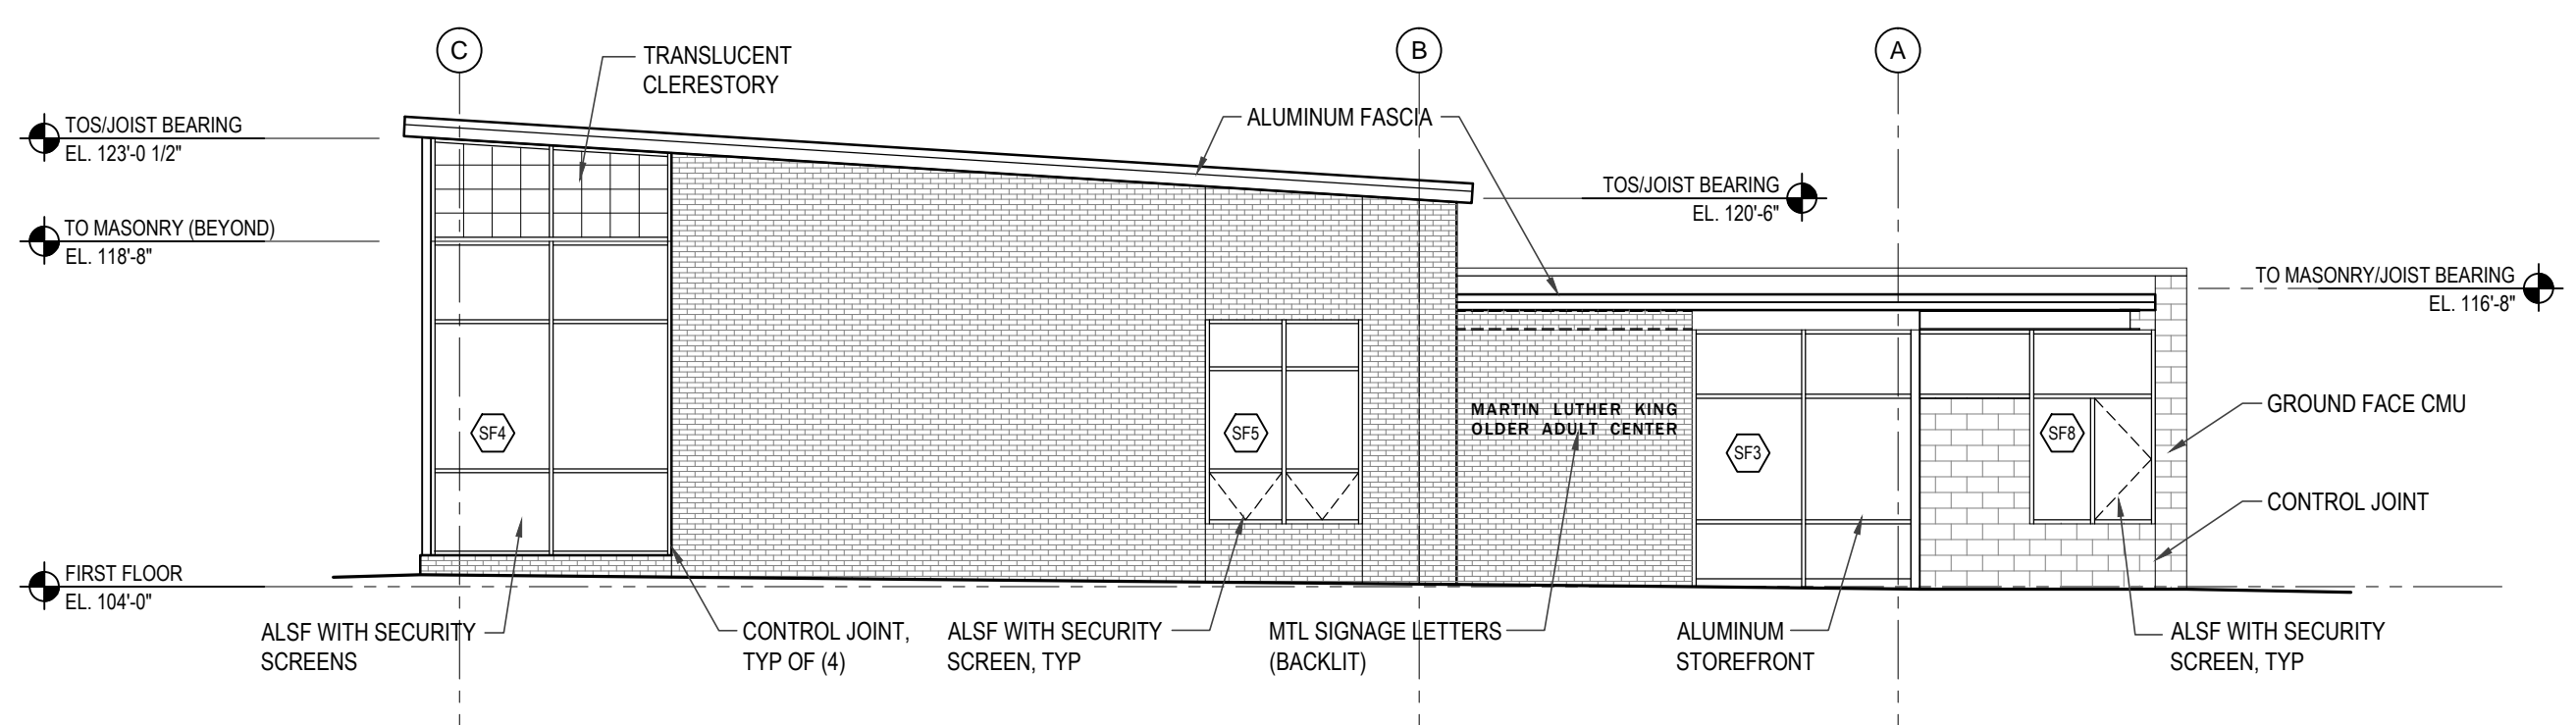 C
B
A
TRANSLUCENT
CLERESTORY
ALUMINUM FASCIA
TOS/JOIST BEARING
EL. 123'-0 1/2"
TO MASONRY (BEYOND)
EL. 118'-8"
TOS/JOIST BEARING
EL. 120'-6"
TO MASONRY/JOIST BEARING
EL. 116'-8"
MARTIN LUTHER KING
OLDER ADULT CENTER
SF4
SF5
SF3
SF8
GROUND FACE CMU
CONTROL JOINT
FIRST FLOOR
EL. 104'-0"
ALSF WITH SECURITY
SCREENS
CONTROL JOINT,
TYP OF (4)
ALSF WITH SECURITY
SCREEN, TYP
MTL SIGNAGE LETTERS
(BACKLIT)
ALUMINUM
STOREFRONT
ALSF WITH SECURITY
SCREEN, TYP